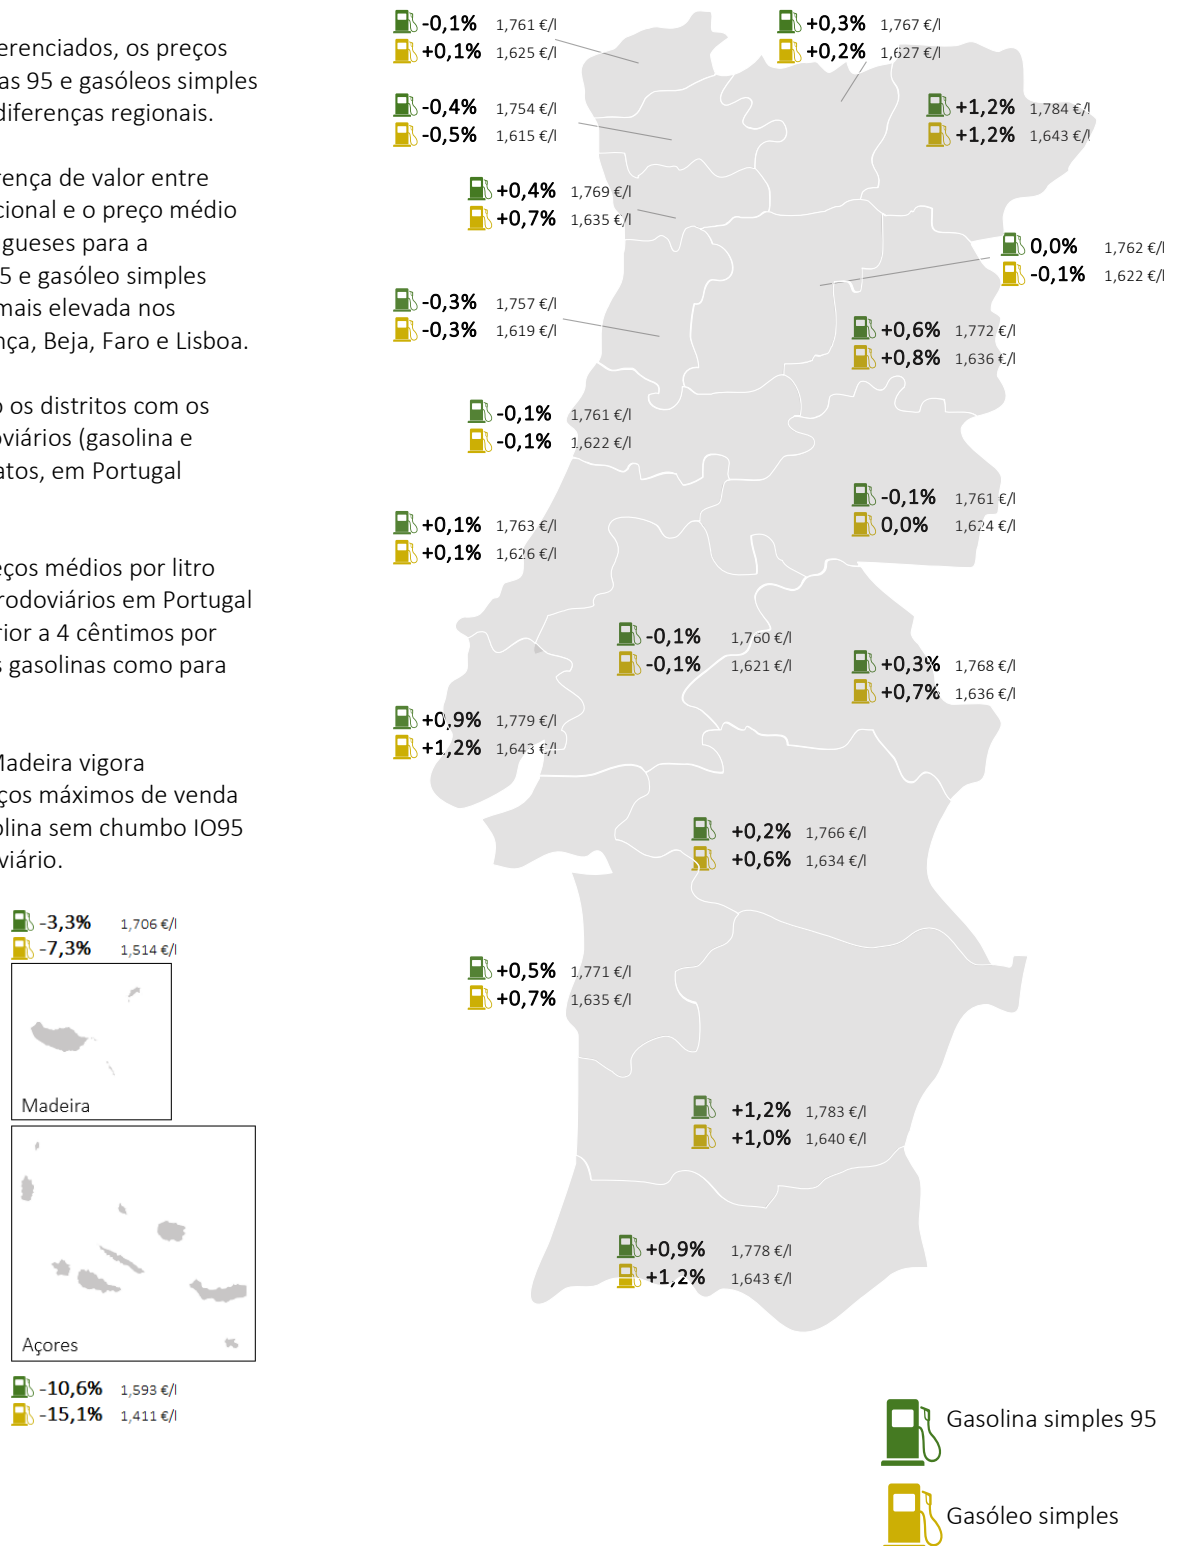 erenciados, os preços
as 95 e gasóleos simples
diferenças regionais.
rença de valor entre
cional e o preço médio
gueses para a
5 e gasóleo simples
mais elevada nos
nça, Beja, Faro e Lisboa.
o os distritos com os
oviários (gasolina e
atos, em Portugal
eços médios por litro
rodoviários em Portugal
rior a 4 cêntimos por
s gasolinas como para
Madeira vigora
ços máximos de venda
olina sem chumbo IO95
viário.
-3,3% 1,706 €/l
-7,3% 1,514 €/l
Madeira
Açores
-10,6% 1,593 €/l
-15,1% 1,411 €/l
-0,1% 1,761 €/l
+0,1% 1,625 €/l
+0,3% 1,767 €/l
+0,2% 1,627 €/l
-0,4% 1,754 €/l
-0,5% 1,615 €/l
+1,2% 1,784 €/l
+1,2% 1,643 €/l
+0,4% 1,769 €/l
+0,7% 1,635 €/l
0,0% 1,762 €/l
-0,1% 1,622 €/l
-0,3% 1,757 €/l
-0,3% 1,619 €/l
+0,6% 1,772 €/l
+0,8% 1,636 €/l
-0,1% 1,761 €/l
-0,1% 1,622 €/l
-0,1% 1,761 €/l
0,0% 1,624 €/l
+0,1% 1,763 €/l
+0,1% 1,626 €/l
-0,1% 1,760 €/l
-0,1% 1,621 €/l
+0,3% 1,768 €/l
+0,7% 1,636 €/l
+0,9% 1,779 €/l
+1,2% 1,643 €/l
+0,2% 1,766 €/l
+0,6% 1,634 €/l
+0,5% 1,771 €/l
+0,7% 1,635 €/l
+1,2% 1,783 €/l
+1,0% 1,640 €/l
+0,9% 1,778 €/l
+1,2% 1,643 €/l
Gasolina simples 95
Gasóleo simples